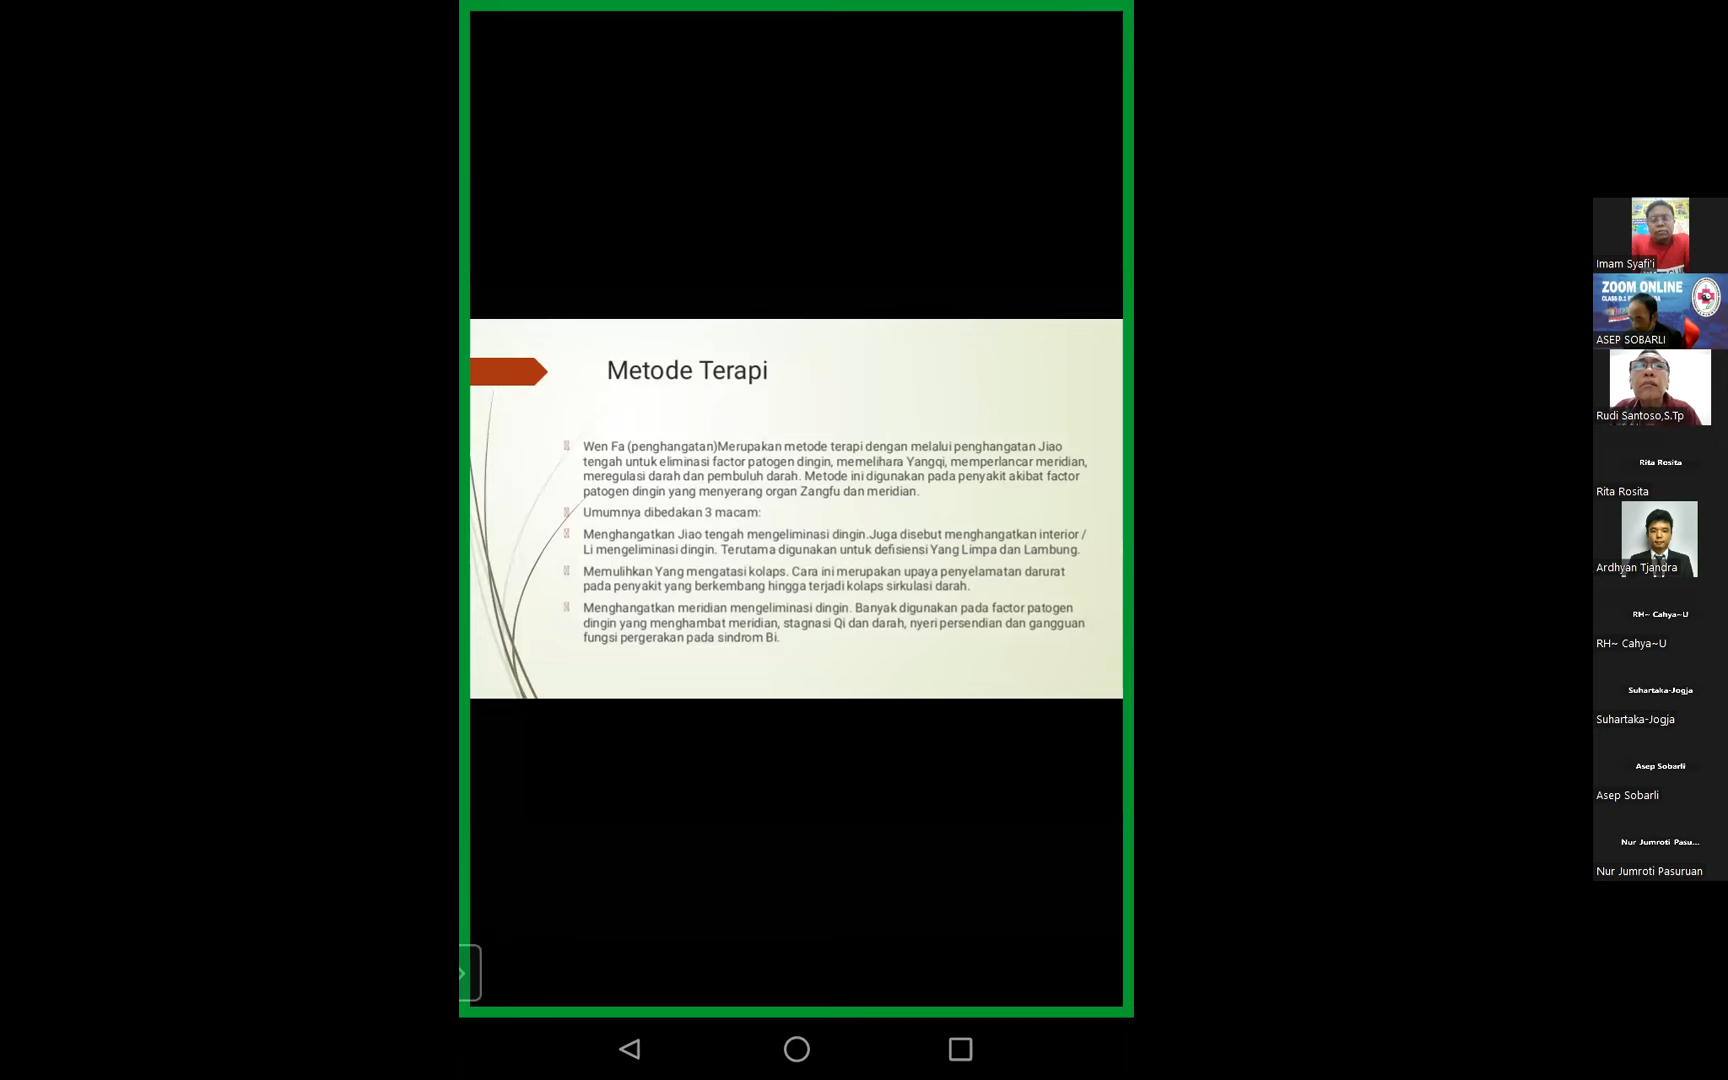 Metode Terapi
Wen Fa (penghangatan)Merupakan metode terapi dengan melalui penghangatan Jiao
tengah untuk eliminasi factor patogen dingin, memelihara Yangqi, memperlancar meridian,
meregulasi darah dan pembuluh darah. Metode ini digunakan pada penyakit akibat factor
patogen dingin yang menyerang organ Zangfu dan meridian.
Umumnya dibedakan 3 macam:
Menghangatkan Jiao tengah mengeliminasi dingin.Juga disebut menghangatkan interior /
Li mengeliminasi dingin. Terutama digunakan untuk defisiensi Yang Limpa dan Lambung.
Memulihkan Yang mengatasi kolaps. Cara ini merupakan upaya penyelamatan darurat
pada penyakit yang berkembang hingga terjadi kolaps sirkulasi darah.
Menghangatkan meridian mengeliminasi dingin. Banyak digunakan pada factor patogen
dingin yang menghambat meridian, stagnasi Qi dan darah, nyeri persendian dan gangguan
fungsi pergerakan pada sindrom Bi.
Imam Syafi'i
ZOOM ONLINE
CLASS D.1
ASEP SOBARLI
Rudi Santoso,S.Tp
Rita Rosita
Rita Rosita
Ardhyan Tjandra
RH~ Cahya~U
RH~ Cahya~U
Suhartaka-Jogja
Suhartaka-Jogja
Asep Sobarli
Asep Sobarli
Nur Jumroti Pasu...
Nur Jumroti Pasuruan